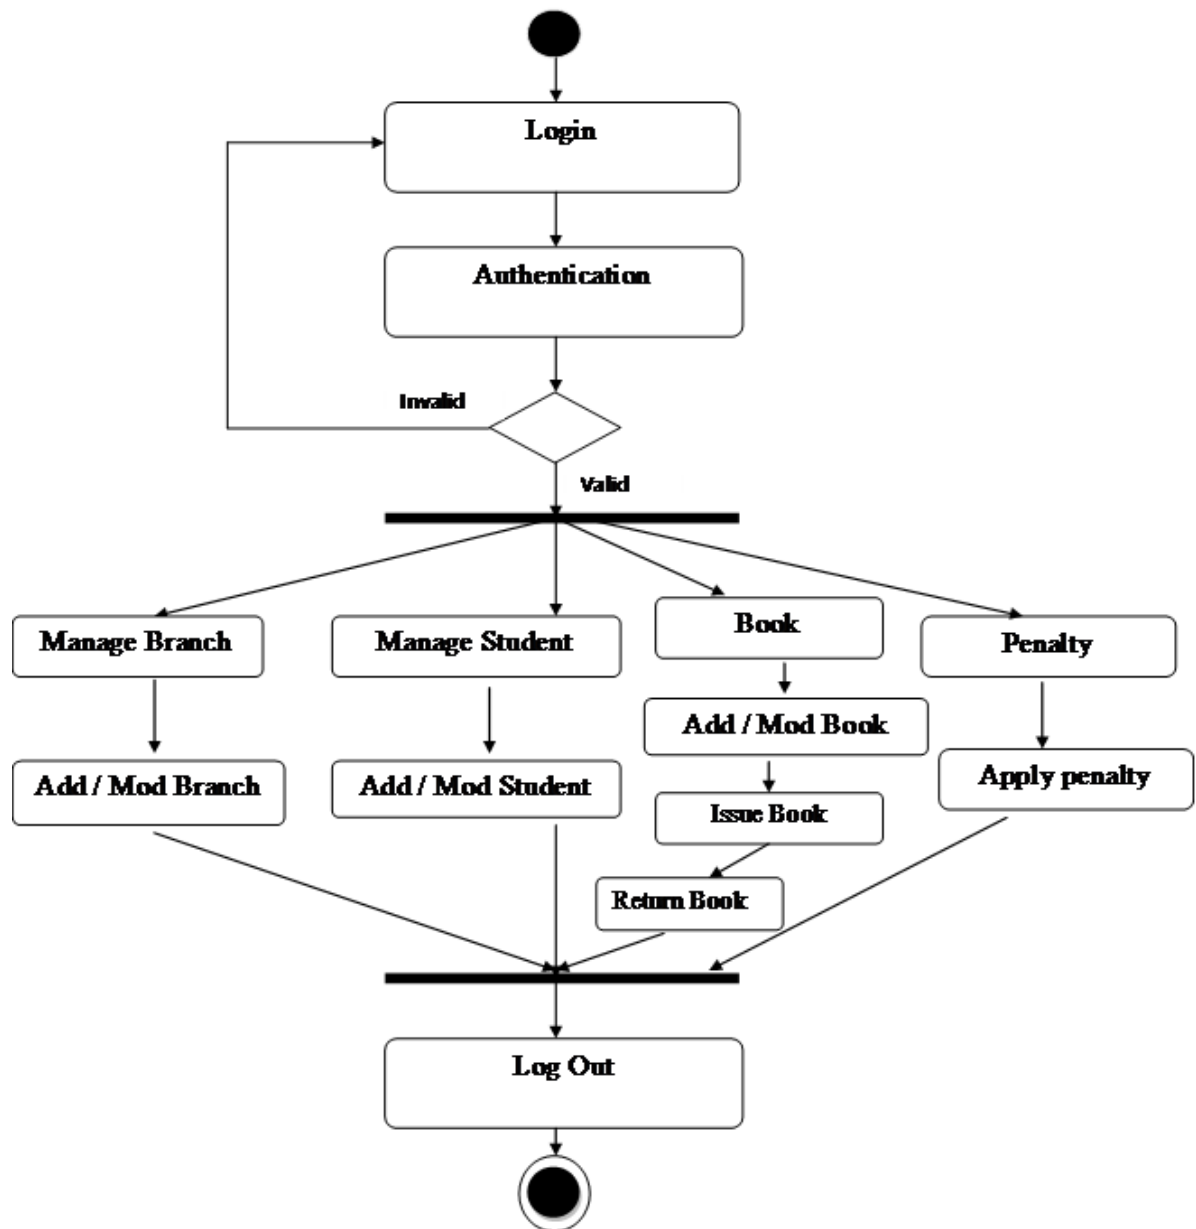 Login
Authentication
Invalid
Valid
Manage Branch
Manage Student
Book
Penalty
Add / Mod Branch
Add / Mod Student
Add / Mod Book
Apply penalty
Issue Book
Return Book
Log Out